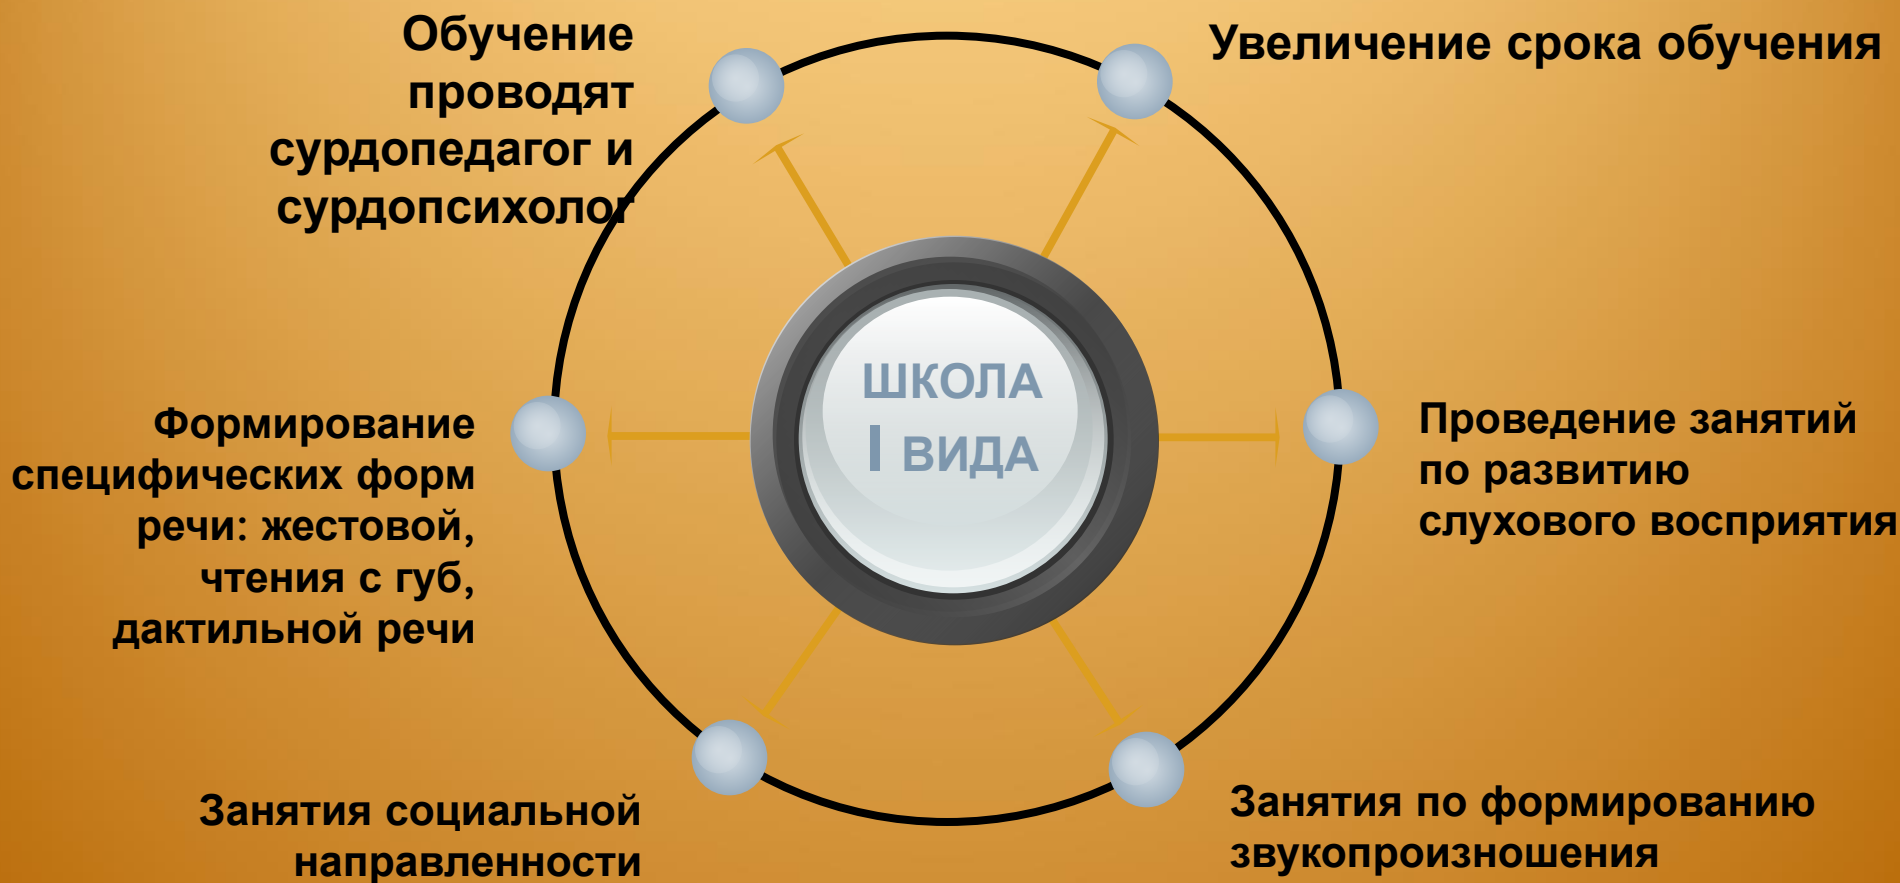 Обучение
проводят
сурдопедагог и
сурдопсихолог
Увеличение срока обучения
ШКОЛА
I ВИДА
Формирование
специфических форм
речи: жестовой,
чтения с губ,
дактильной речи
Проведение занятий
по развитию
слухового восприятия
Занятия социальной
направленности
Занятия по формированию
звукопроизношения